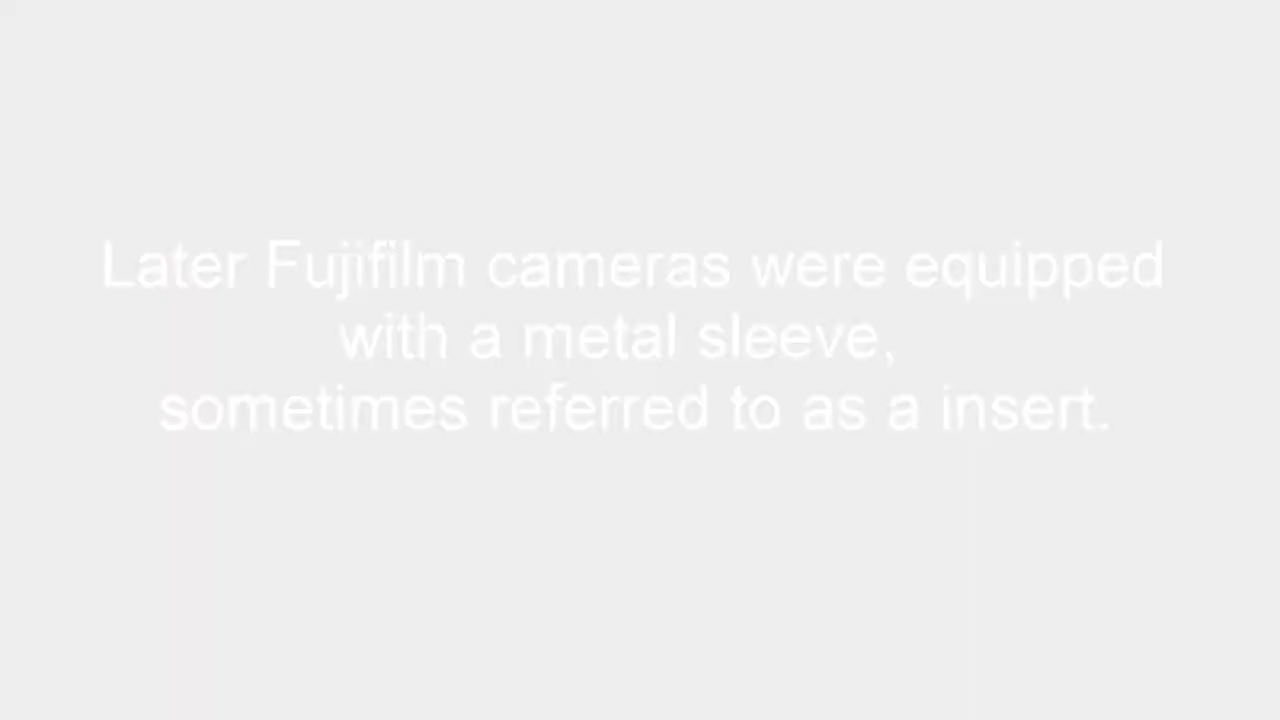 Later Fujifilm cameras were equipped
with a metal sleeve,
sometimes referred to as a insert.